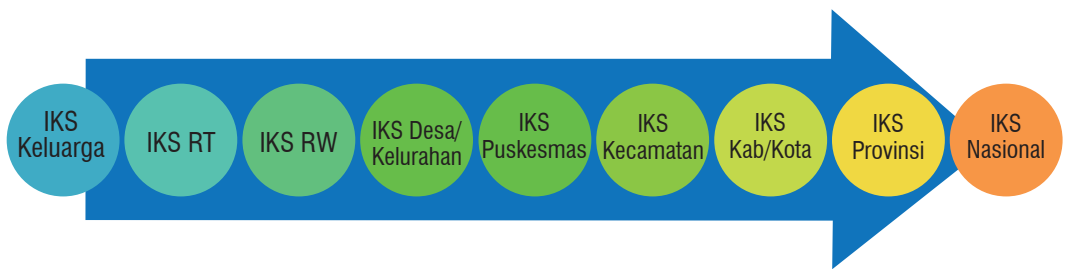 IKS
Keluarga
IKS RT
IKS RW
IKS Desa/
Kelurahan
IKS
Puskesmas
IKS
Kecamatan
IKS
Kab/Kota
IKS
Provinsi
IKS
Nasional